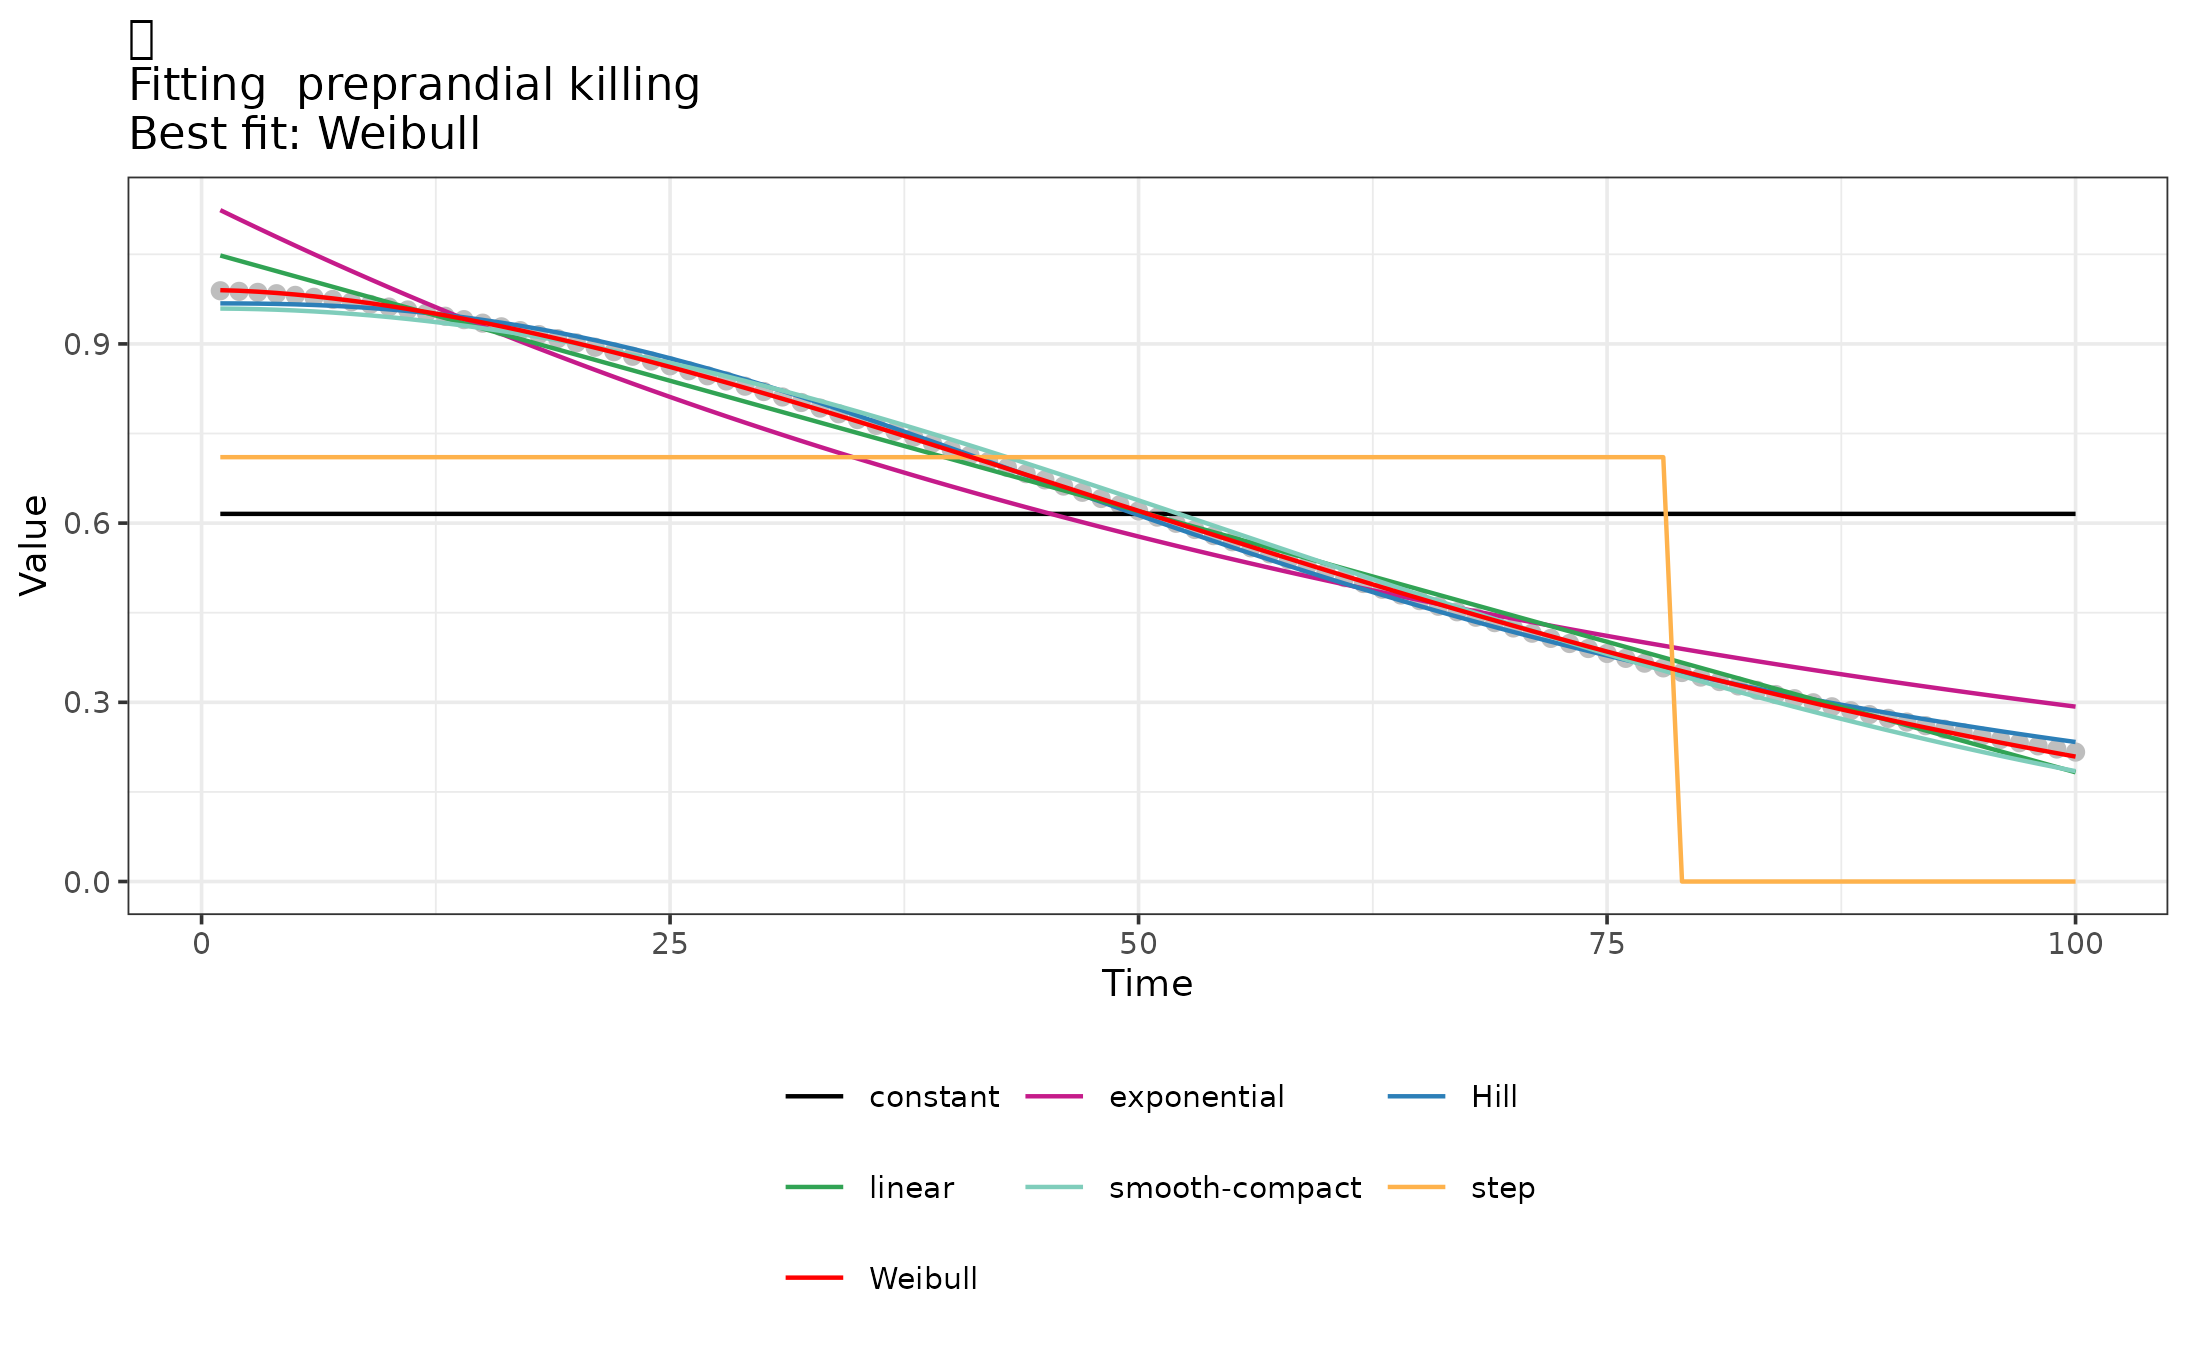 Fitting  preprandial killing
Best fit: Weibull
0.9
0.6
0.3
0.0
Value
0
25
50
75
100
Time
constant
exponential
Hill
linear
smooth-compact
step
Weibull